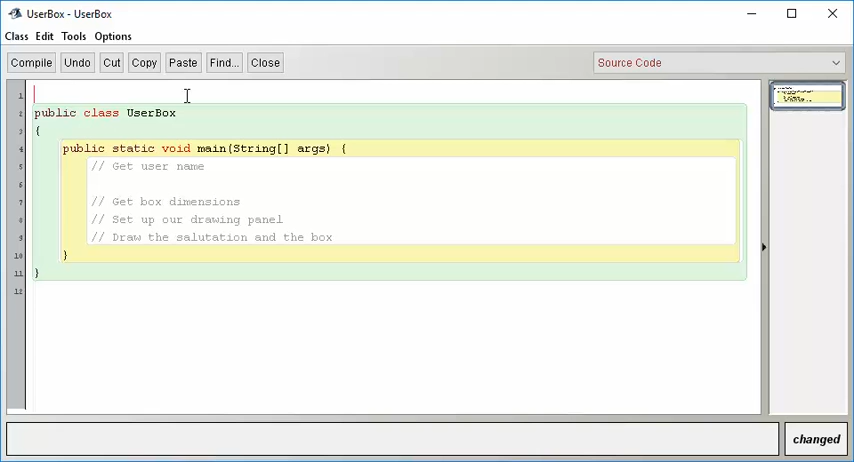 UserBox - UserBox
Class Edit Tools Options
Compile Undo Cut Copy Paste Find... Close Source Code
1
2 public class UserBox
3 {
4 public static void main(String[] args) {
5 // Get user name
6
7 // Get box dimensions
8 // Set up our drawing panel
9 // Draw the salutation and the box
10 }
11 }
12
changed